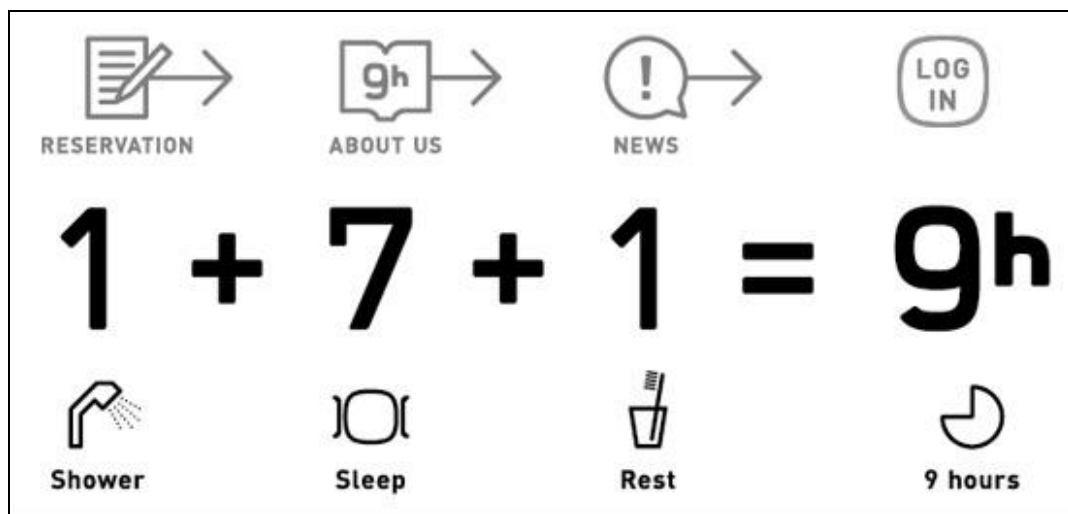 9h
LOG
IN
RESERVATION
ABOUT US
NEWS
1 + 7 + 1 = 9h
Shower
Sleep
Rest
9 hours